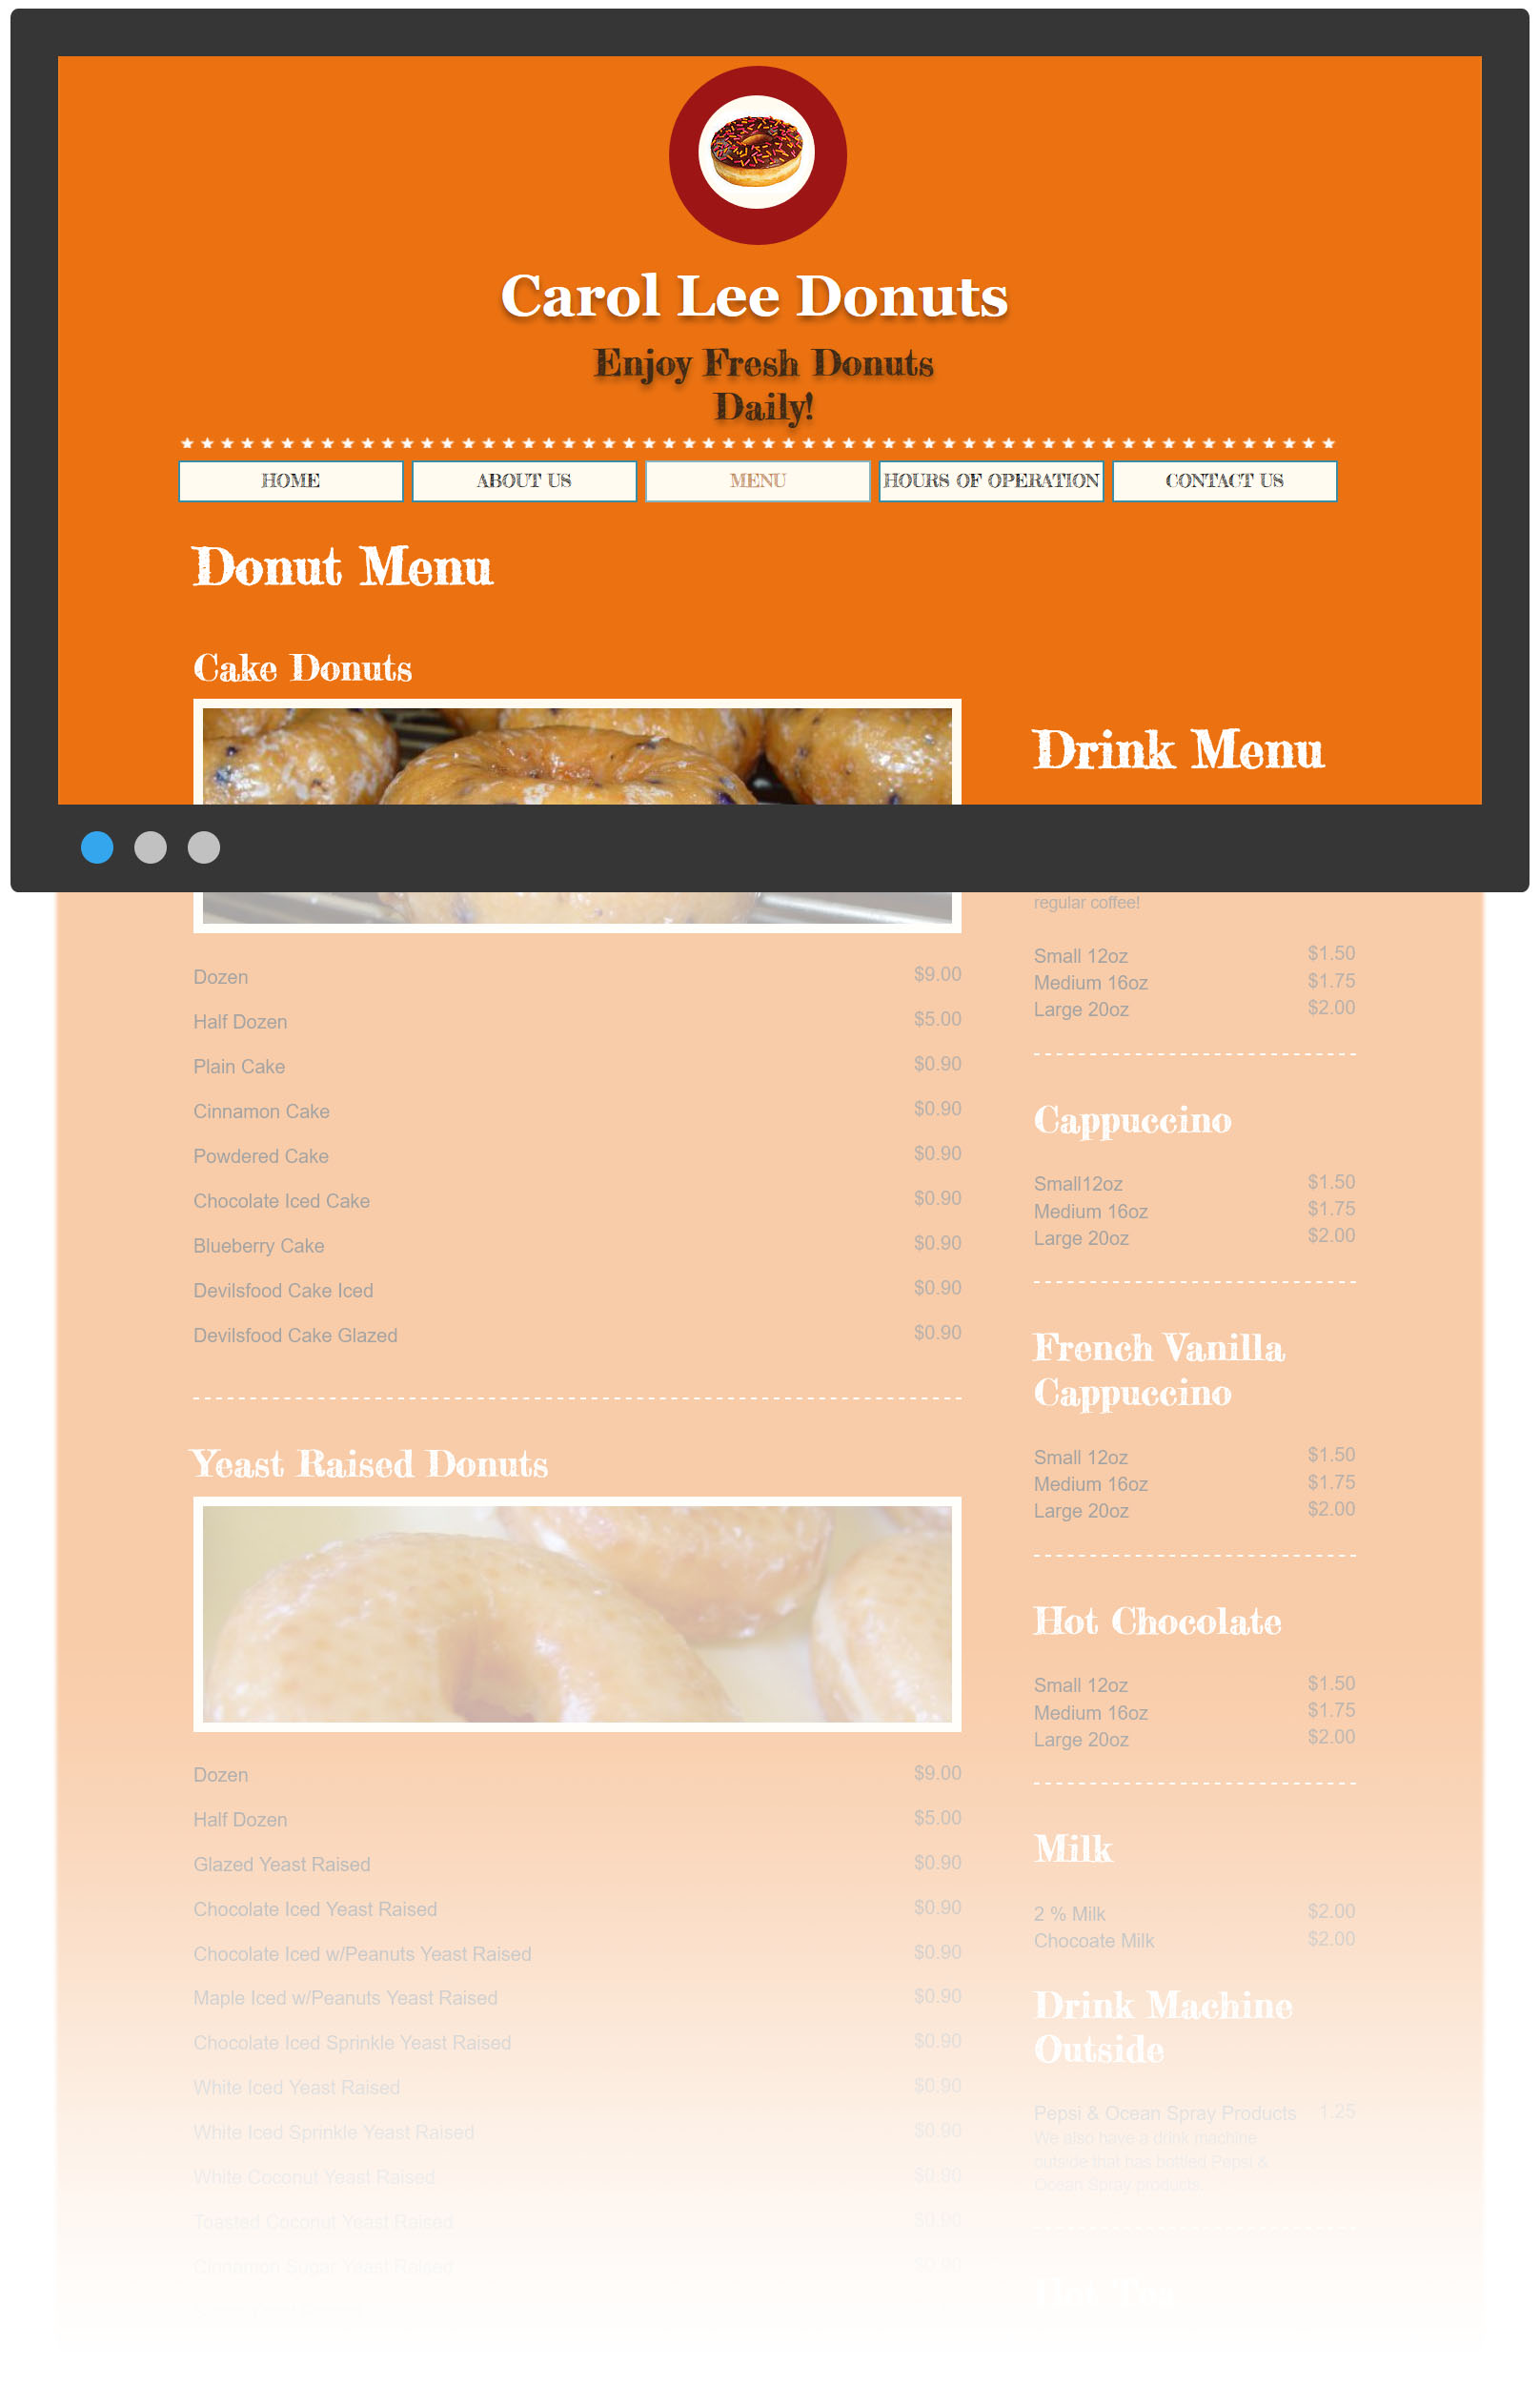 Carol Lee Donuts
Enjoy Fresh Donuts
Daily!
HOME
ABOUT US
MENU
HOURS OF OPERATION
CONTACT US
Donut Menu
Cake Donuts
Dozen $9.00
Half Dozen $5.00
Plain Cake $0.90
Cinnamon Cake $0.90
Powdered Cake $0.90
Chocolate Iced Cake $0.90
Blueberry Cake $0.90
Devilsfood Cake Iced $0.90
Devilsfood Cake Glazed $0.90
Yeast Raised Donuts
Dozen $9.00
Half Dozen $5.00
Glazed Yeast Raised $0.90
Chocolate Iced Yeast Raised $0.90
Chocolate Iced w/Peanuts Yeast Raised $0.90
Maple Iced w/Peanuts Yeast Raised $0.90
Chocolate Iced Sprinkle Yeast Raised $0.90
White Iced Yeast Raised $0.90
White Iced Sprinkle Yeast Raised $0.90
White Coconut Yeast Raised $0.90
Toasted Coconut Yeast Raised $0.90
Cinnamon Sugar Yeast Raised $0.90
Drink Menu
regular coffee!
Small 12oz $1.50
Medium 16oz $1.75
Large 20oz $2.00
Cappuccino
Small12oz $1.50
Medium 16oz $1.75
Large 20oz $2.00
French Vanilla
Cappuccino
Small 12oz $1.50
Medium 16oz $1.75
Large 20oz $2.00
Hot Chocolate
Small 12oz $1.50
Medium 16oz $1.75
Large 20oz $2.00
Milk
2 % Milk $2.00
Chocoate Milk $2.00
Drink Machine
Outside
Pepsi & Ocean Spray Products 1.25
We also have a drink machine
outside that has bottled Pepsi &
Ocean Spray products.